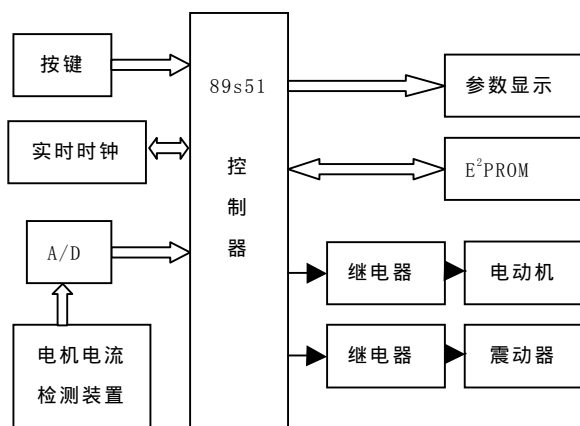 按键
实时时钟
A/D
电机电流
检测装置
89s51
控
制
器
参数显示
E²PROM
继电器
电动机
继电器
震动器